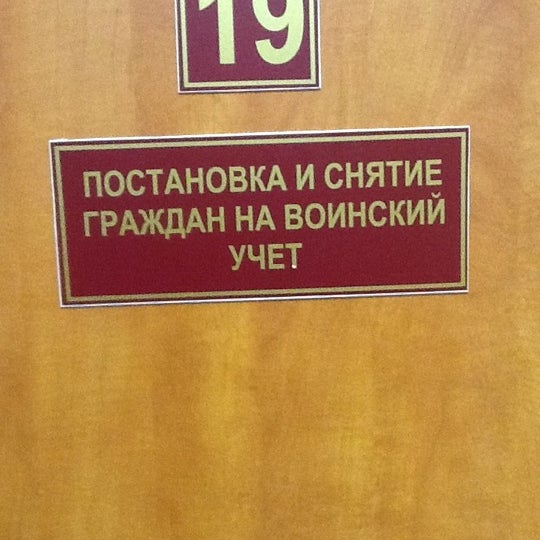 19
ПОСТАНОВКА И СНЯТИЕ
ГРАЖДАН НА ВОИНСКИЙ
УЧЕТ